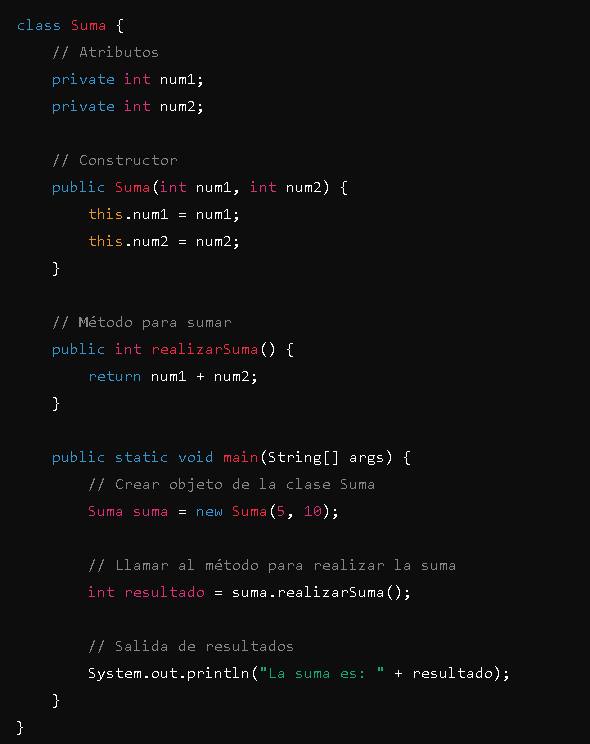 class Suma {
    // Atributos
    private int num1;
    private int num2;

    // Constructor
    public Suma(int num1, int num2) {
        this.num1 = num1;
        this.num2 = num2;
    }

    // Método para sumar
    public int realizarSuma() {
        return num1 + num2;
    }

    public static void main(String[] args) {
        // Crear objeto de la clase Suma
        Suma suma = new Suma(5, 10);

        // Llamar al método para realizar la suma
        int resultado = suma.realizarSuma();

        // Salida de resultados
        System.out.println("La suma es: " + resultado);
    }
}